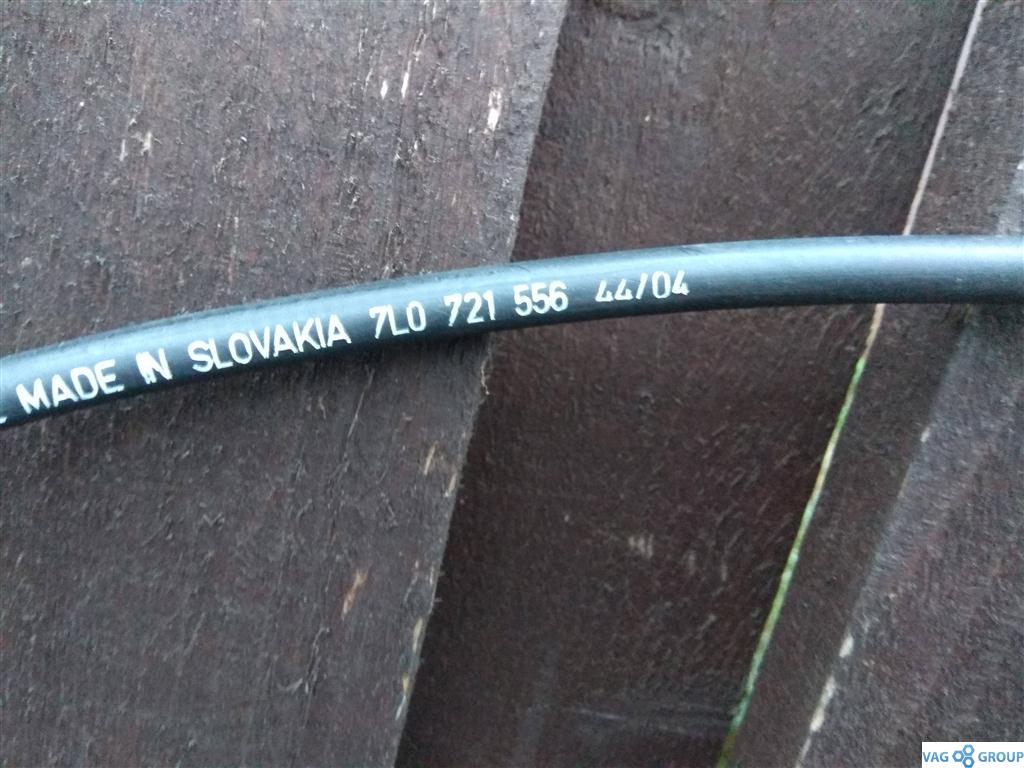 MADE IN SLOVAKIA 7L0 721 556 44/04
VAG GROUP